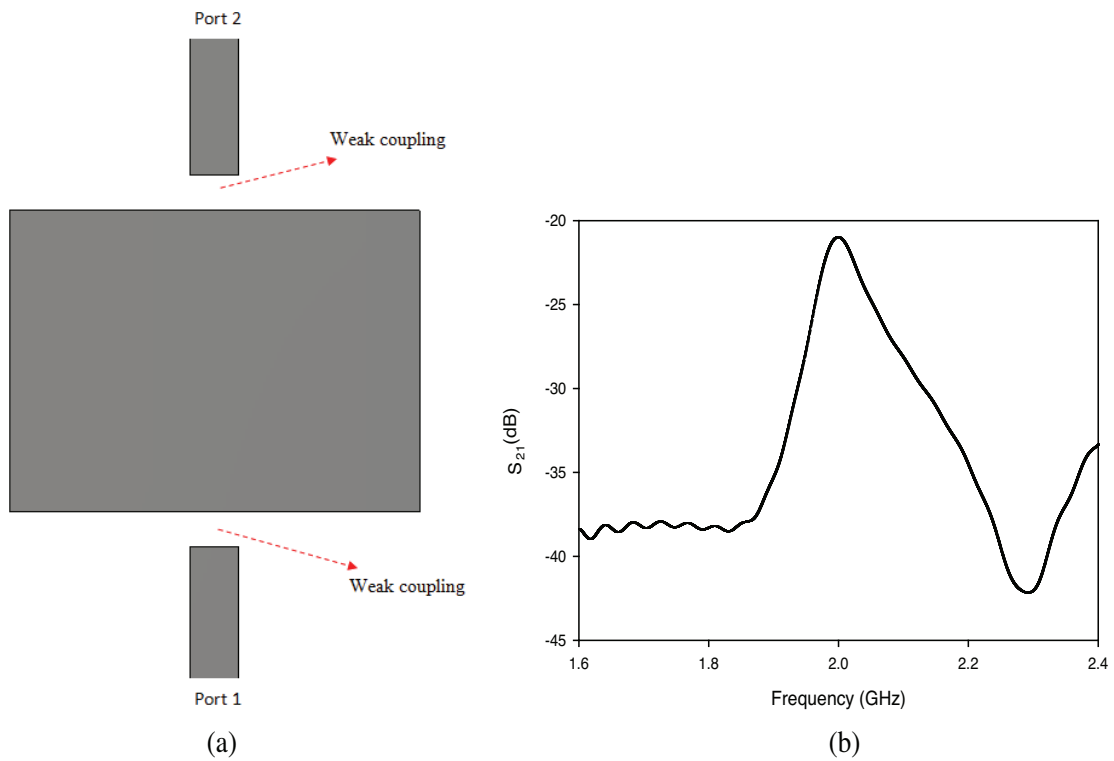 Port 2
Weak coupling
Weak coupling
Port 1
(a)
-20
-25
-30
-35
-40
-45
S21(dB)
1.6 1.8 2.0 2.2 2.4
Frequency (GHz)
(b)